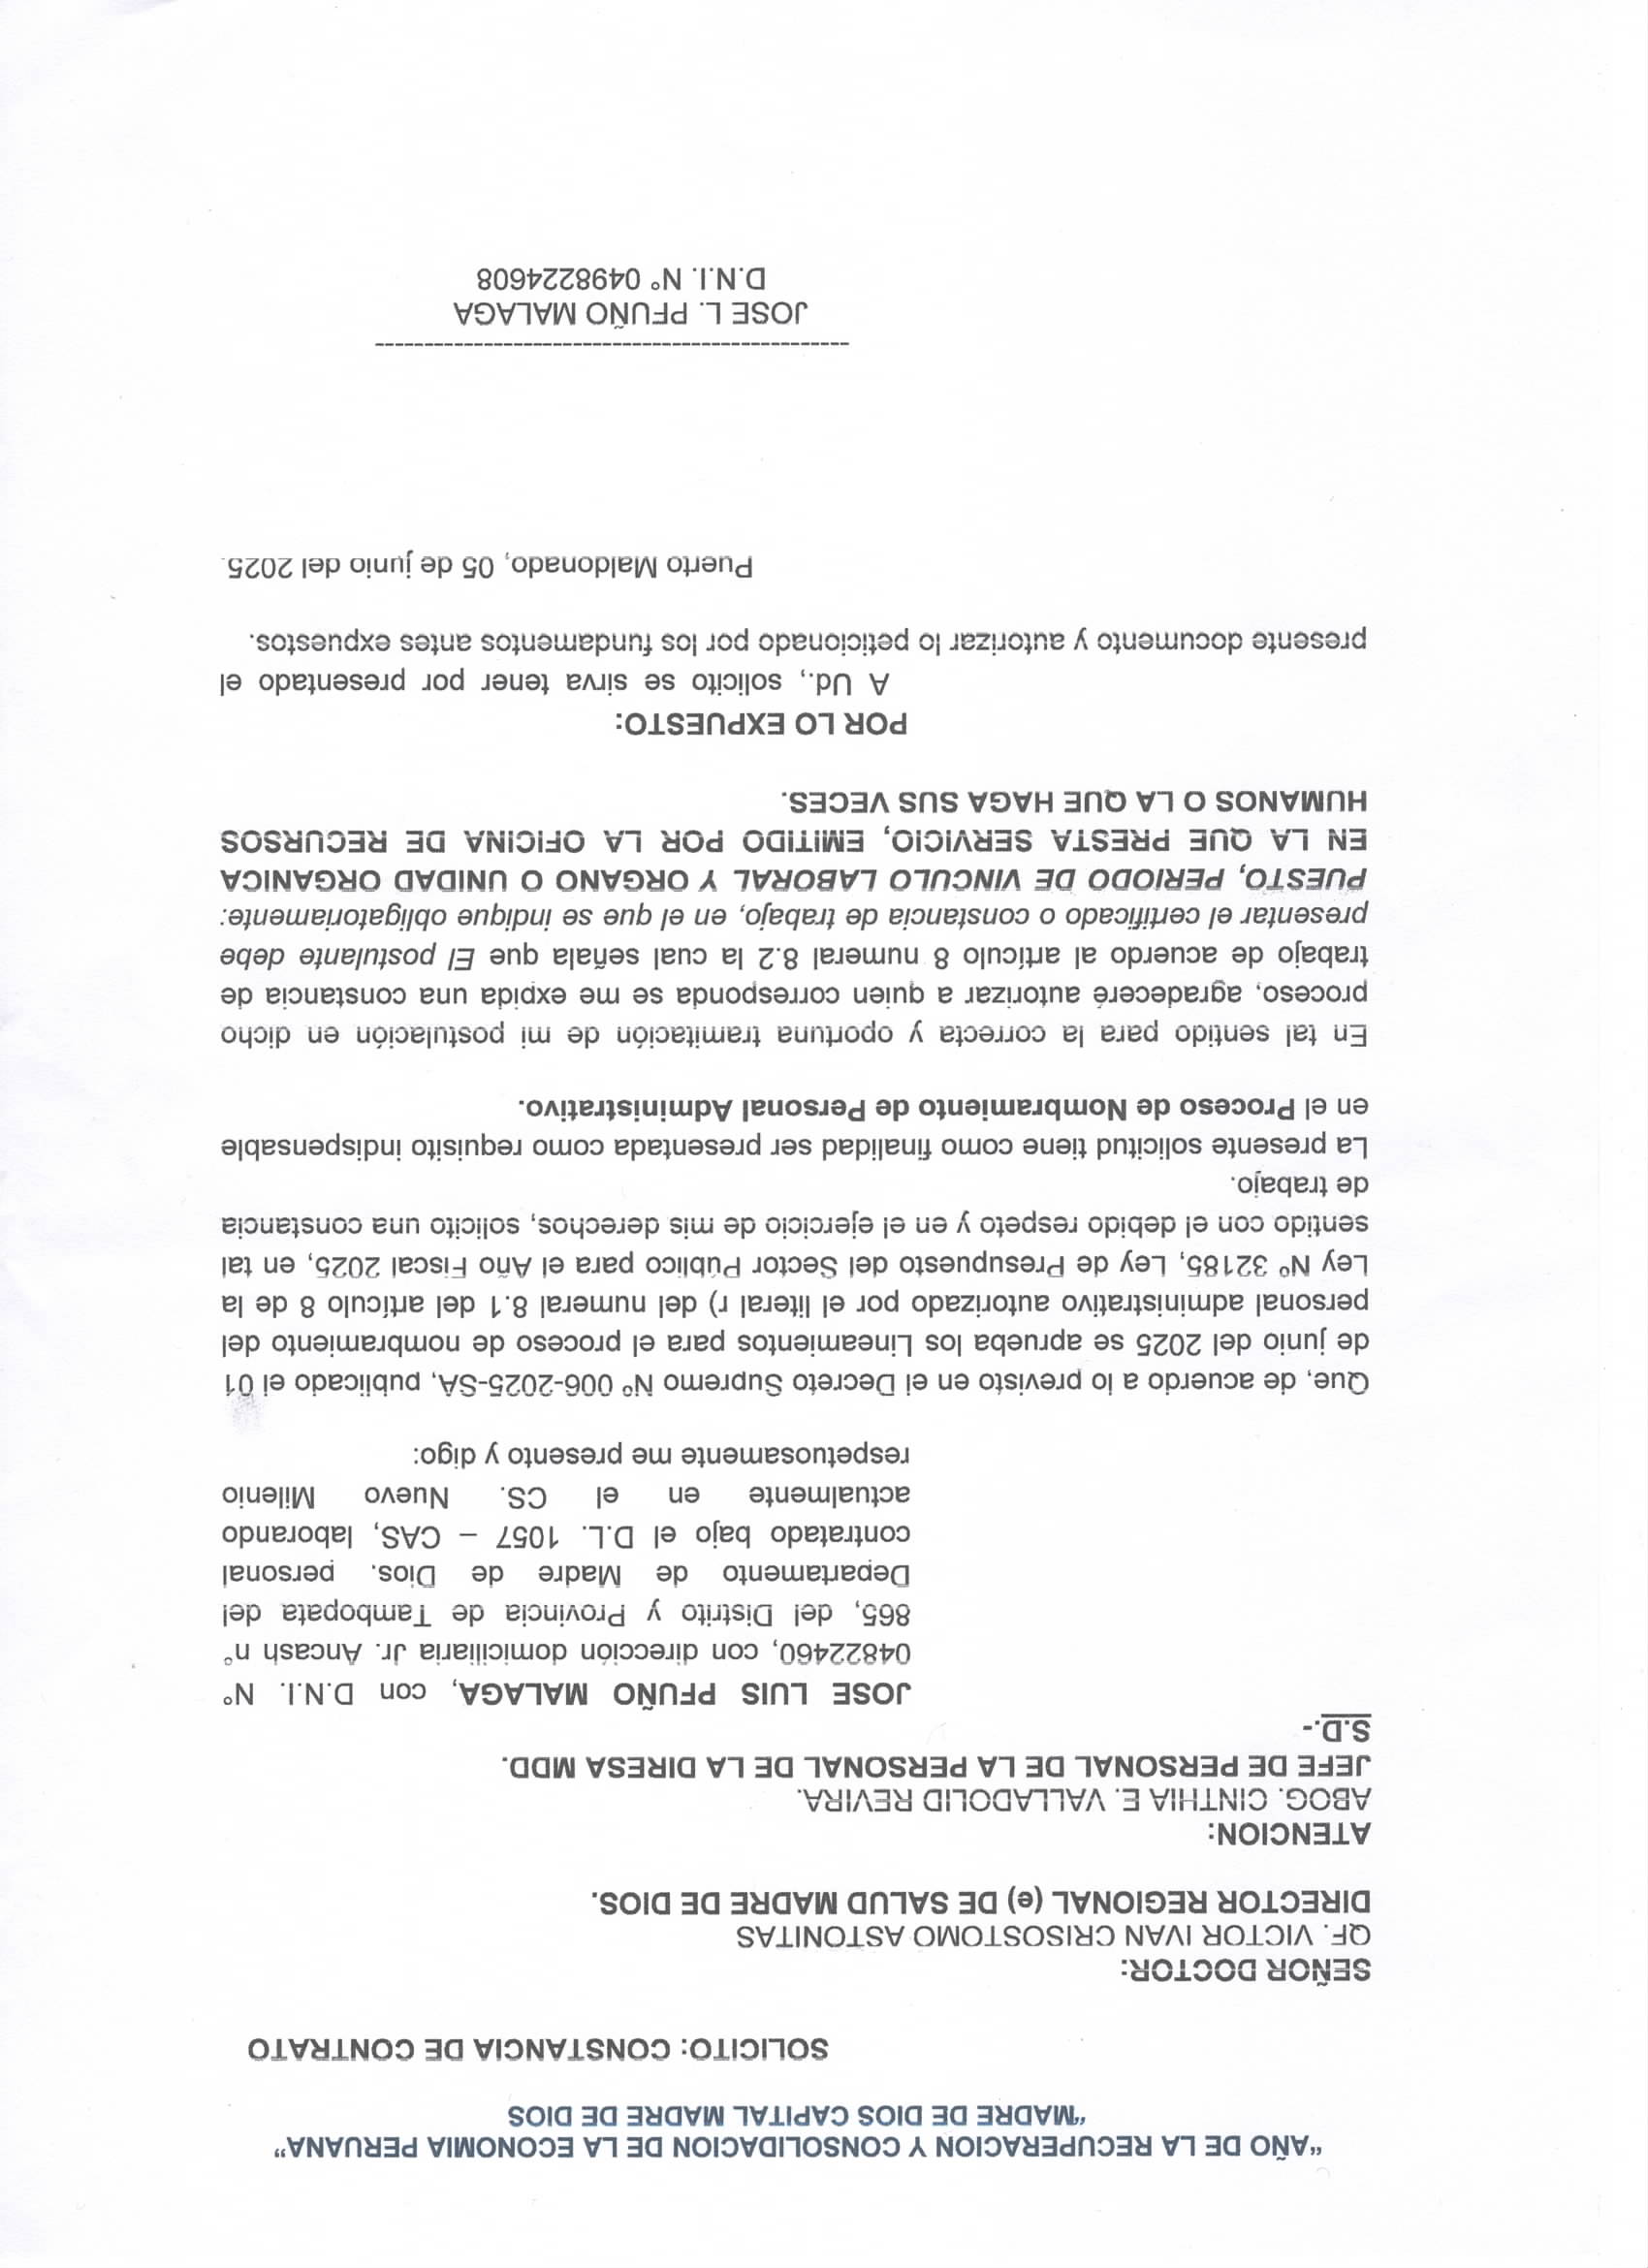 "AÑO DE LA RECUPERACION Y CONSOLIDACION DE LA ECONOMIA PERUANA"
"MADRE DE DIOS CAPITAL MADRE DE DIOS
SOLICITO: CONSTANCIA DE CONTRATO
SEÑOR DOCTOR:
QF. VICTOR IVAN CRISOSTOMO ASTONITAS
DIRECTOR REGIONAL (e) DE SALUD MADRE DE DIOS.
ATENCION:
ABOG. CINTHIA E. VALLADOLID REVIRA.
JEFE DE PERSONAL DE LA PERSONAL DE LA DIRESA MDD.
S.D.-
JOSE LUIS PFUÑO MALAGA, con D.N.I. N°
04822460, con dirección domiciliaria Jr. Ancash n°
865, del Distrito y Provincia de Tambopata del
Departamento de Madre de Dios. personal
contratado bajo el D.L. 1057 – CAS, laborando
actualmente en el CS. Nuevo Milenio
respetuosamente me presento y digo:
Que, de acuerdo a lo previsto en el Decreto Supremo Nº 006-2025-SA, publicado el 01
de junio del 2025 se aprueba los Lineamientos para el proceso de nombramiento del
personal administrativo autorizado por el literal r) del numeral 8.1 del artículo 8 de la
Ley Nº 32185, Ley de Presupuesto del Sector Público para el Año Fiscal 2025, en tal
sentido con el debido respeto y en el ejercicio de mis derechos, solicito una constancia
de trabajo.
La presente solicitud tiene como finalidad ser presentada como requisito indispensable
en el Proceso de Nombramiento de Personal Administrativo.
En tal sentido para la correcta y oportuna tramitación de mi postulación en dicho
proceso, agradeceré autorizar a quien corresponda se me expida una constancia de
trabajo de acuerdo al artículo 8 numeral 8.2 la cual señala que El postulante debe
presentar el certificado o constancia de trabajo, en el que se indique obligatoriamente:
PUESTO, PERIODO DE VINCULO LABORAL Y ORGANO O UNIDAD ORGANICA
EN LA QUE PRESTA SERVICIO, EMITIDO POR LA OFICINA DE RECURSOS
HUMANOS O LA QUE HAGA SUS VECES.
POR LO EXPUESTO:
A Ud., solicito se sirva tener por presentado el
presente documento y autorizar lo peticionado por los fundamentos antes expuestos.
Puerto Maldonado, 05 de junio del 2025.
------------------------------------------------
JOSE L. PFUÑO MALAGA
D.N.I. N° 0498224608